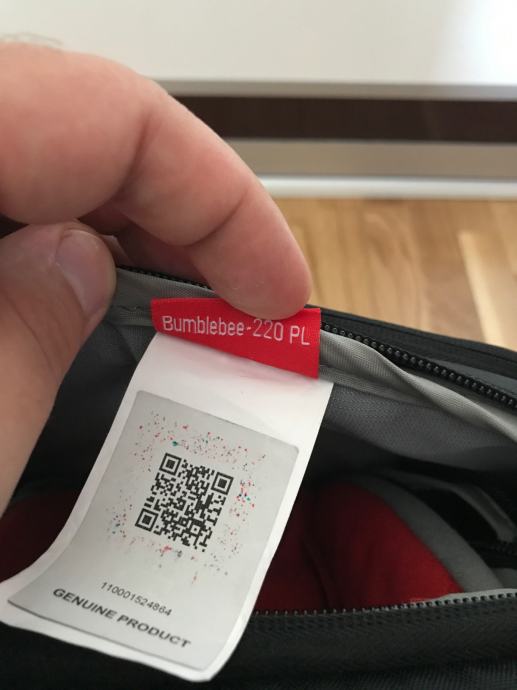 Bumblebee-220 PL
110001524864
GENUINE PRODUCT